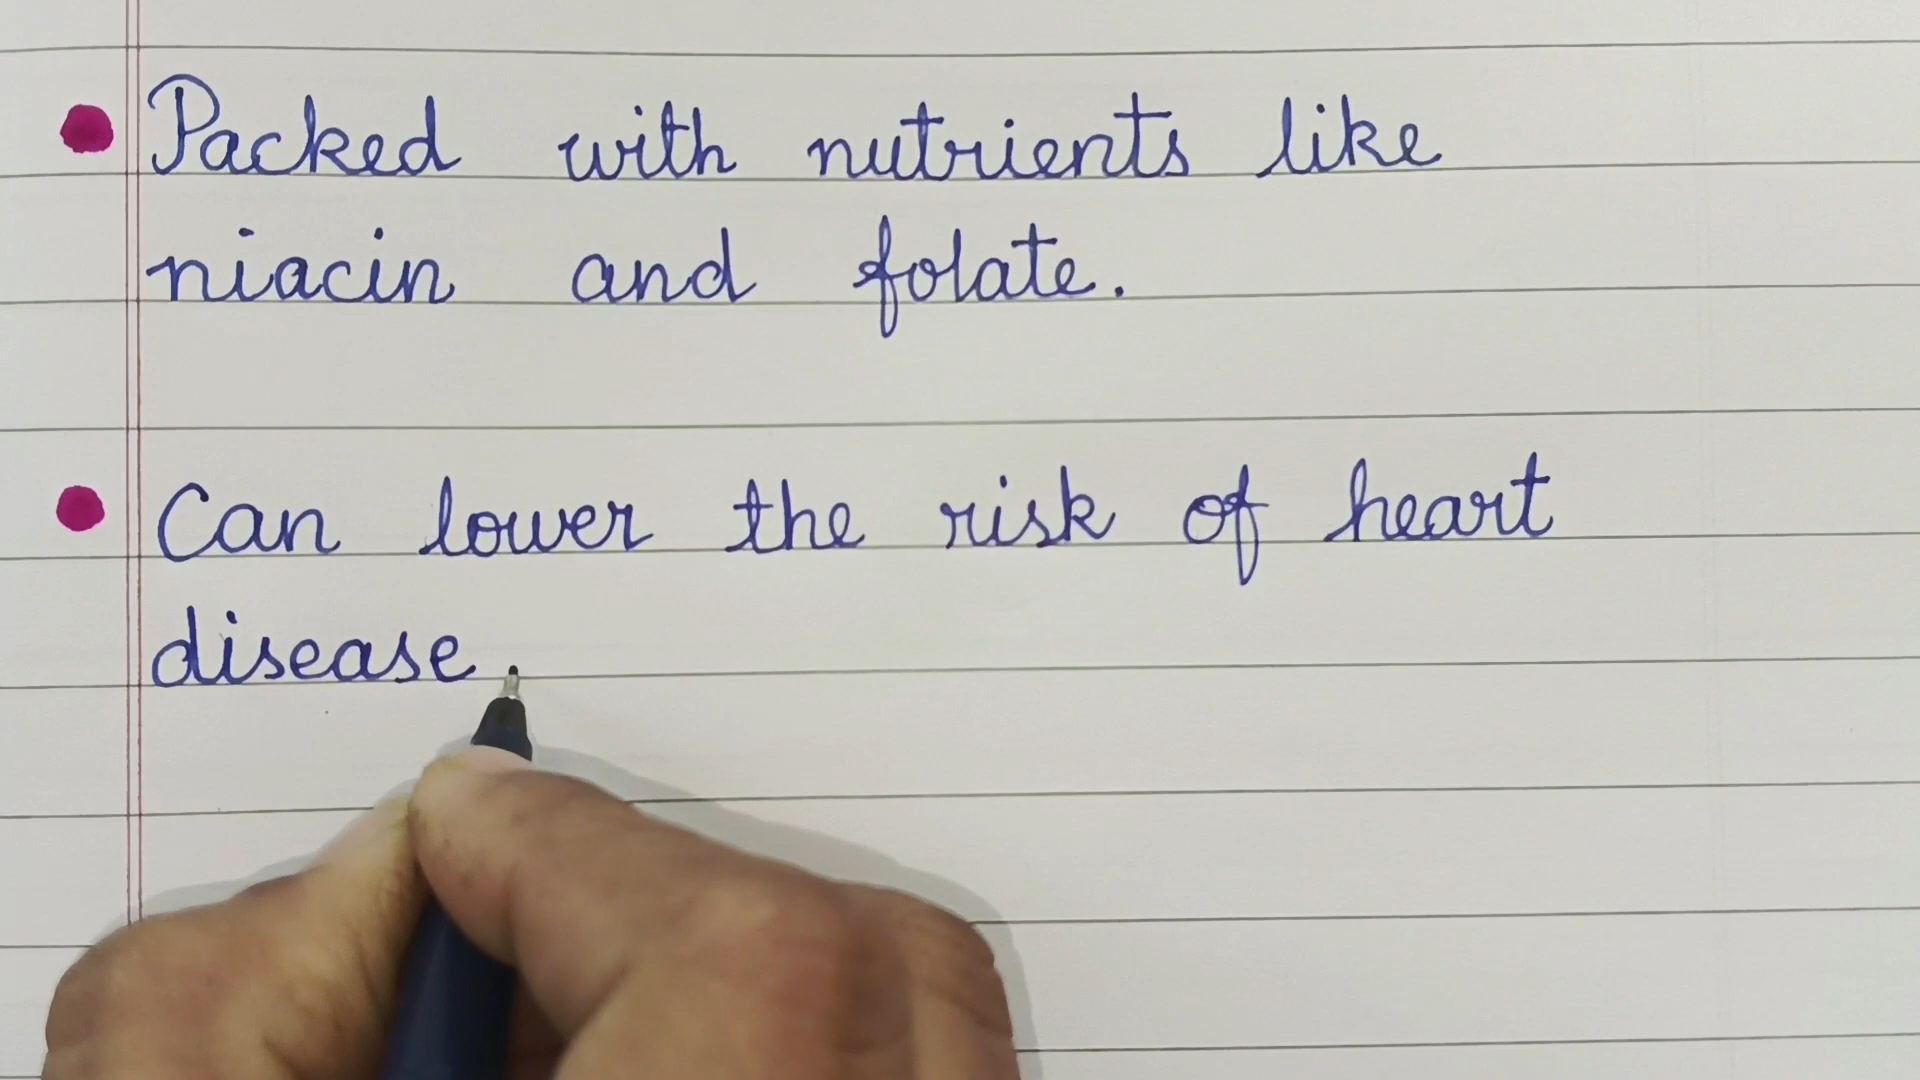 Packed with nutrients like
niacin and folate.
Can lower the risk of heart
disease.